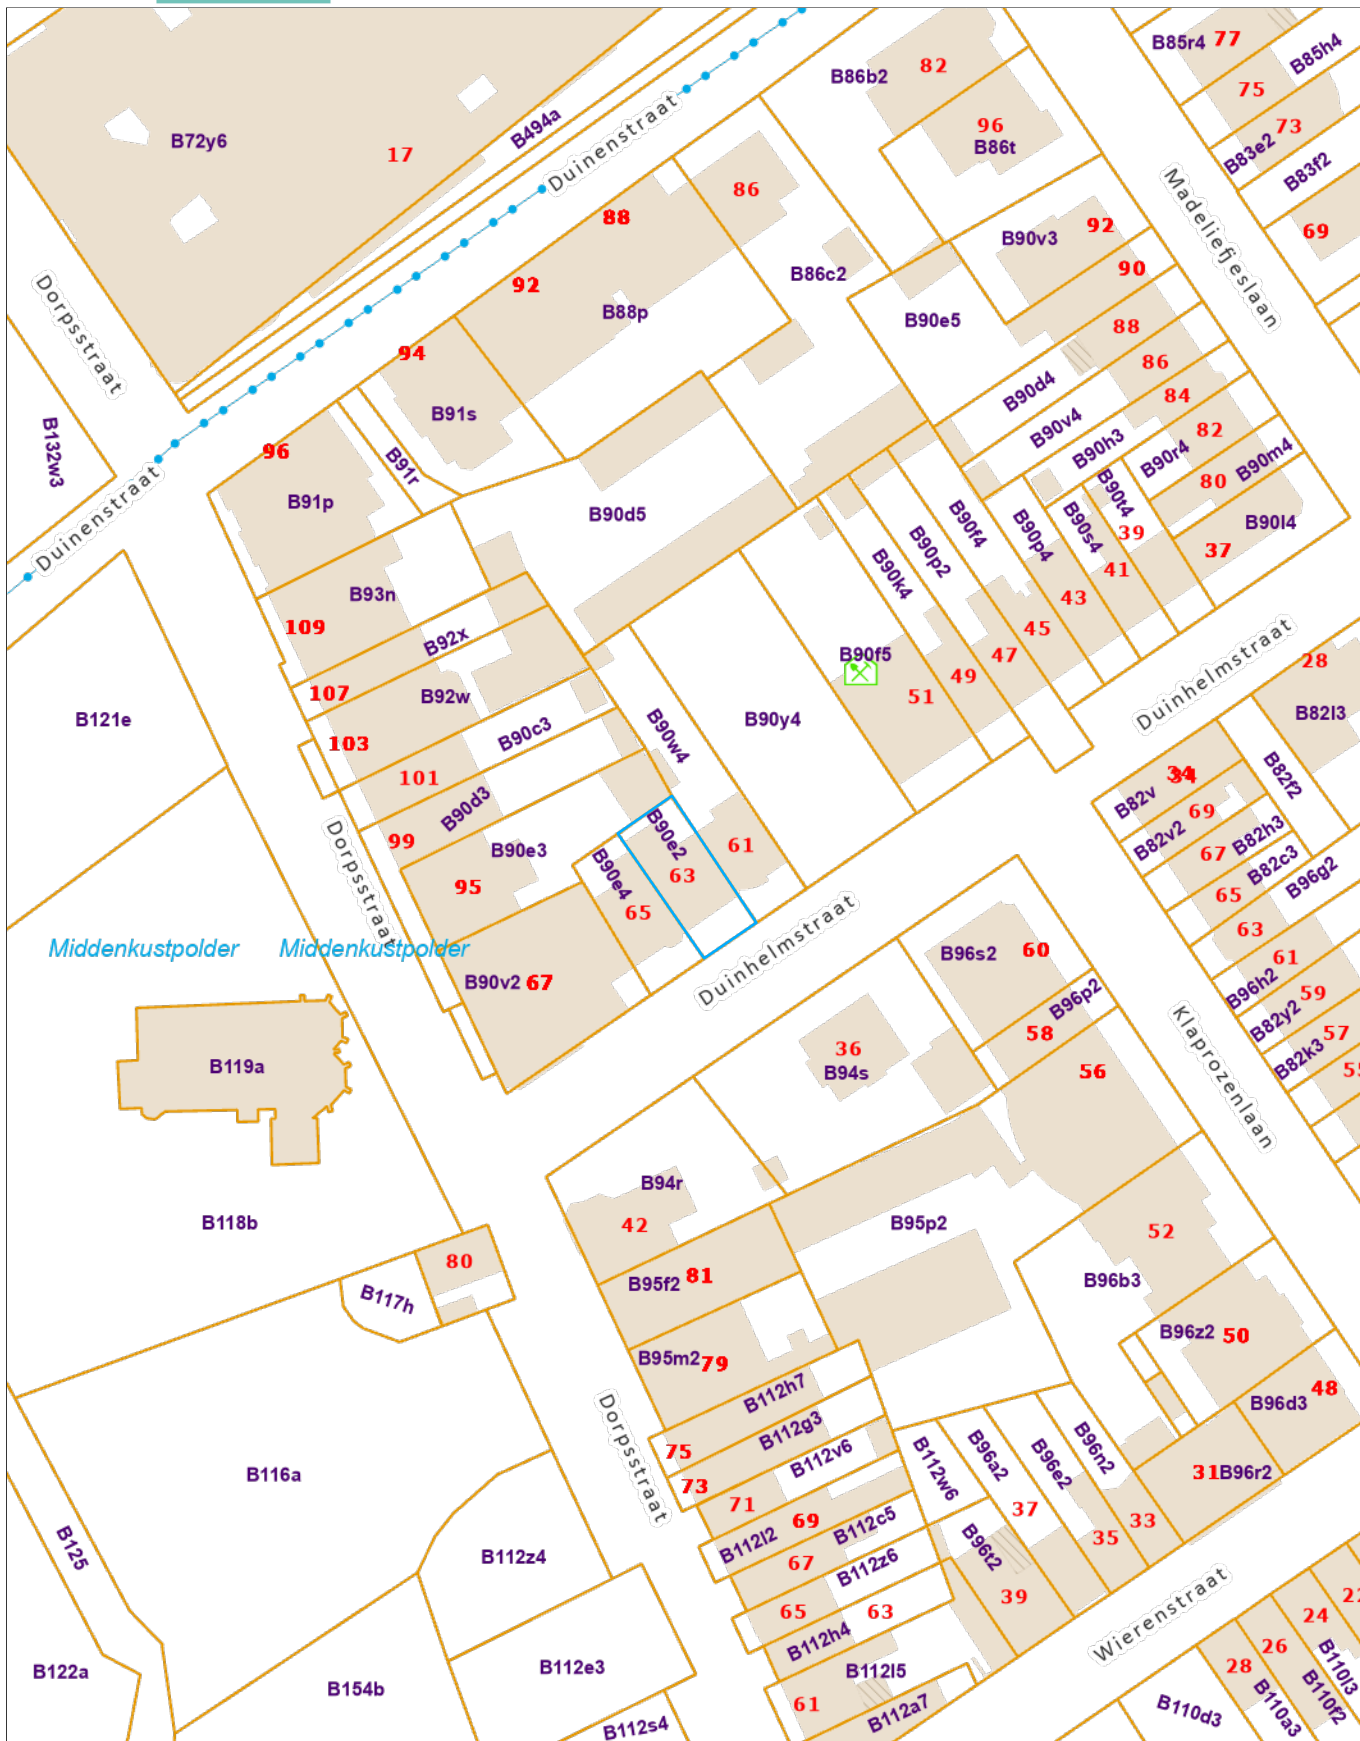 B85r4
77
B85h4
82
B86b2
75
96
B86t
73
B83e2
B83f2
B494a
B72y6
17
Duinenstraat
Madeliefjeslaan
86
88
69
B90v3
92
90
B86c2
92
B88p
B90e5
88
86
Dorpsstraat
94
B91s
B90d4
84
B90v4
82
B90h3
B90r4
B90m4
80
B132w3
96
B91r
B91p
B90d5
B90t4
39
B90l4
B90f4
B90p4
B90s4
37
Duinenstraat
B90p2
B90k4
41
43
B93n
109
45
B92x
47
B90f5
49
51
107
B92w
28
Duinhelmstraat
B82l3
B121e
B90y4
B90w4
B90c3
103
101
34
34
B82v
B82f2
B90d3
69
B82v2
B82h3
99
B90e3
B90e2
61
67
B82c3
Dorpsstraat
95
B90e4
63
65
65
B96g2
63
Middenkustpolder
Middenkustpolder
61
B90v2
67
Duinhelmstraat
B96s2
60
B96h2
59
B96p2
B82y2
57
B82k3
58
36
B94s
56
Klaprozenlaan
B119a
B94r
42
B118b
B95p2
52
80
B117h
B95f2
81
B96b3
B96z2
50
B95m2
79
B112h7
48
B96d3
Dorpsstraat
75
B112g3
B112v6
B112w6
B96a2
B96e2
B96n2
73
71
31
B96r2
B116a
B112l2
69
B112c5
37
33
35
B125
B112z4
67
B112z6
B96t2
65
63
39
24
B112h4
Wierenstraat
26
B122a
B154b
B112e3
B112l5
28
B110l3
B110f2
B110a3
61
B112a7
B110d3
B112s4